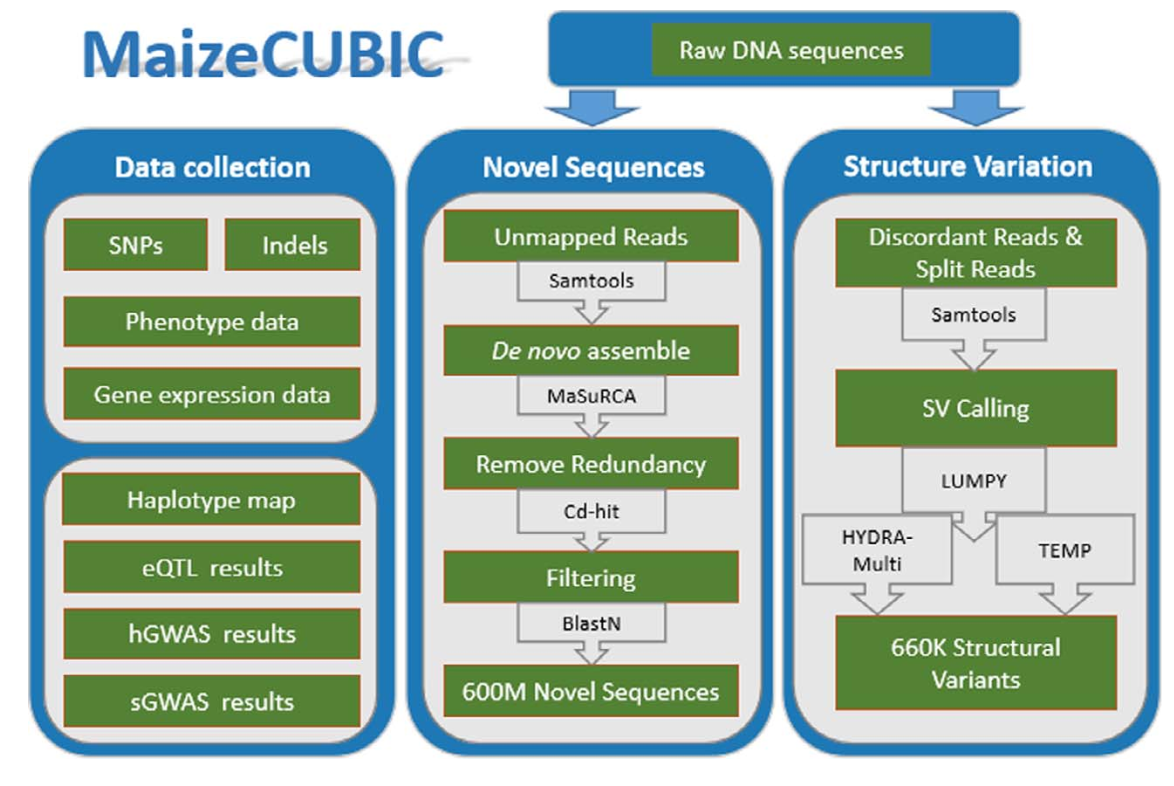 MaizeCUBIC
Raw DNA sequences
Data collection
SNPs
Indels
Phenotype data
Gene expression data
Haplotype map
eQTL results
hGWAS results
sGWAS results
Novel Sequences
Unmapped Reads
Samtools
De novo assemble
MaSuRCA
Remove Redundancy
Cd-hit
Filtering
BlastN
600M Novel Sequences
Structure Variation
Discordant Reads &
Split Reads
Samtools
SV Calling
LUMPY
HYDRA-
Multi
TEMP
660K Structural
Variants